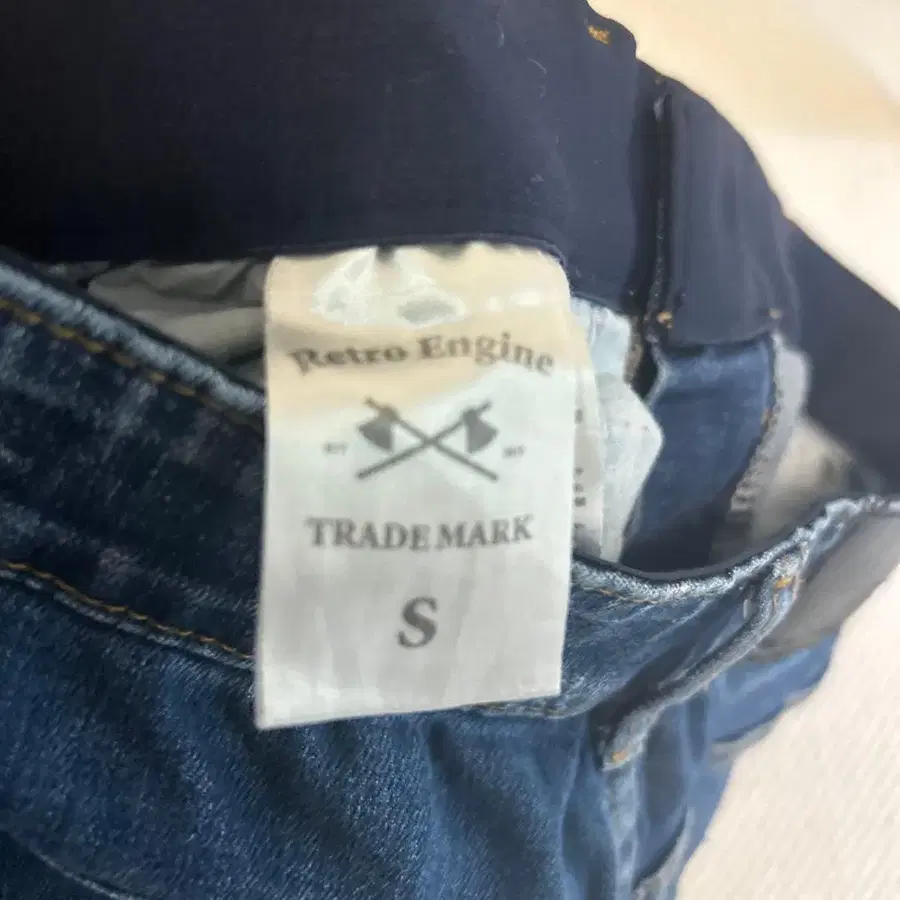 Retro Engine
TRADE MARK
S